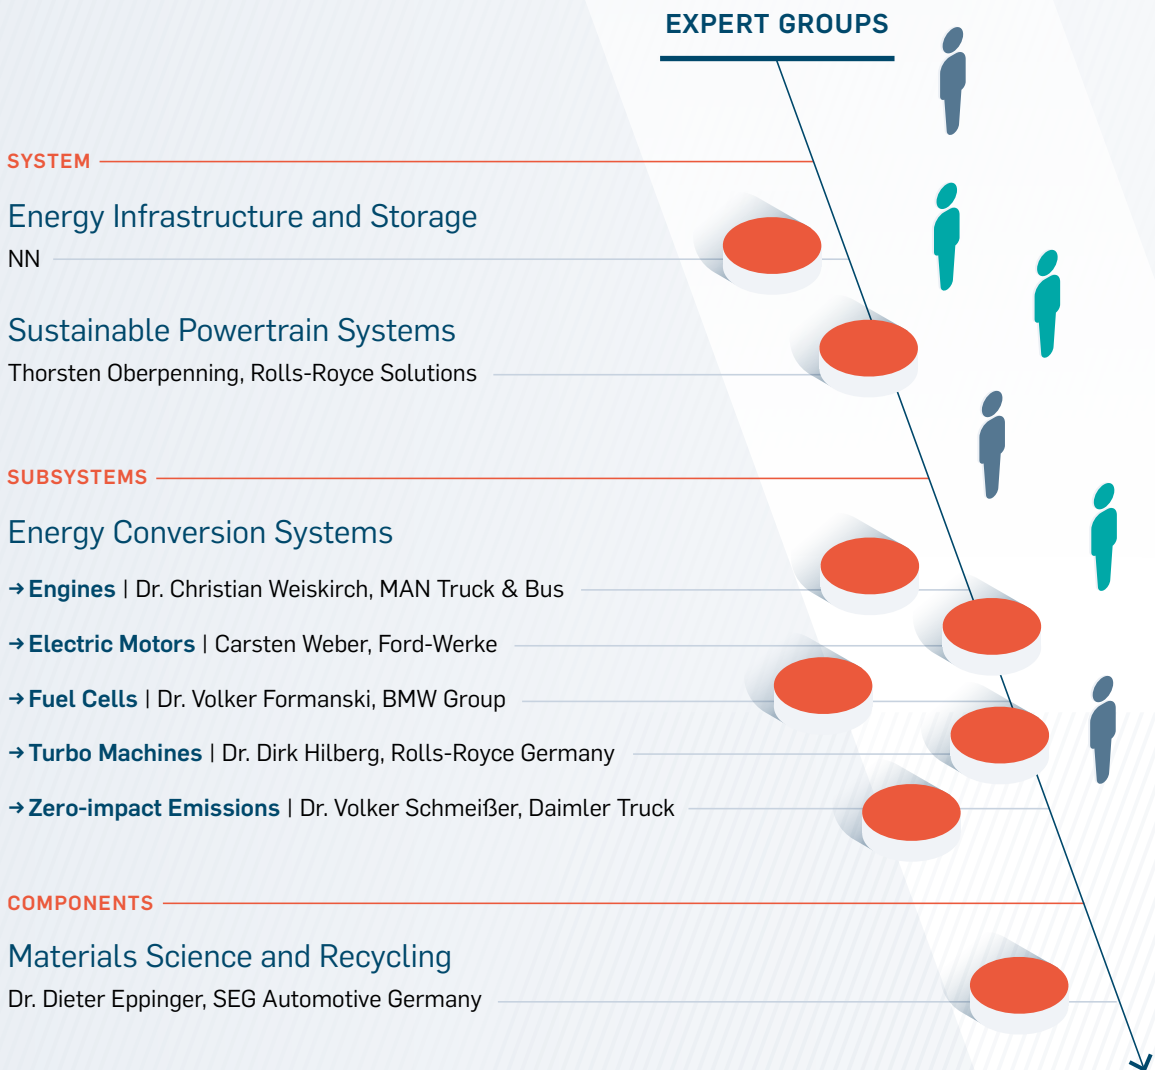 EXPERT GROUPS
SYSTEM
Energy Infrastructure and Storage
NN
Sustainable Powertrain Systems
Thorsten Oberpenning, Rolls-Royce Solutions
SUBSYSTEMS
Energy Conversion Systems
→ Engines | Dr. Christian Weiskirch, MAN Truck & Bus
→ Electric Motors | Carsten Weber, Ford-Werke
→ Fuel Cells | Dr. Volker Formanski, BMW Group
→ Turbo Machines | Dr. Dirk Hilberg, Rolls-Royce Germany
→ Zero-impact Emissions | Dr. Volker Schmeißer, Daimler Truck
COMPONENTS
Materials Science and Recycling
Dr. Dieter Eppinger, SEG Automotive Germany